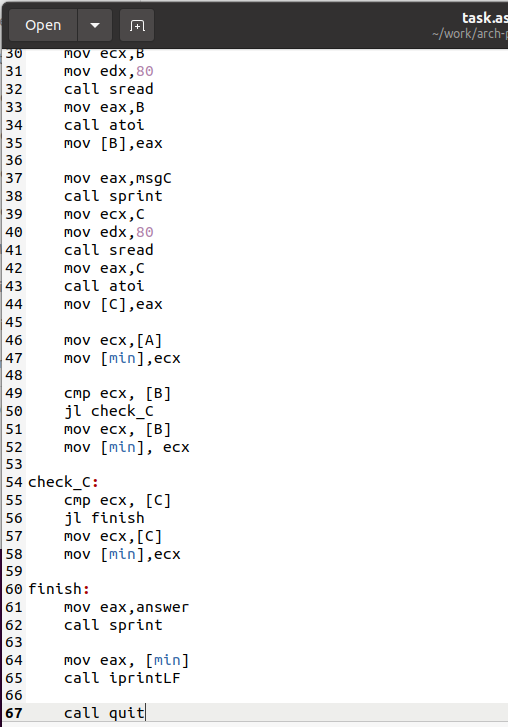 Open
task.as
~/work/arch-p
30 mov ecx,B
31 mov edx,80
32 call sread
33 mov eax,B
34 call atoi
35 mov [B],eax
36
37 mov eax,msgC
38 call sprint
39 mov ecx,C
40 mov edx,80
41 call sread
42 mov eax,C
43 call atoi
44 mov [C],eax
45
46 mov ecx,[A]
47 mov [min],ecx
48
49 cmp ecx, [B]
50 jl check_C
51 mov ecx, [B]
52 mov [min], ecx
53
54 check_C:
55 cmp ecx, [C]
56 jl finish
57 mov ecx,[C]
58 mov [min],ecx
59
60 finish:
61 mov eax,answer
62 call sprint
63
64 mov eax, [min]
65 call iprintLF
66
67 call quit